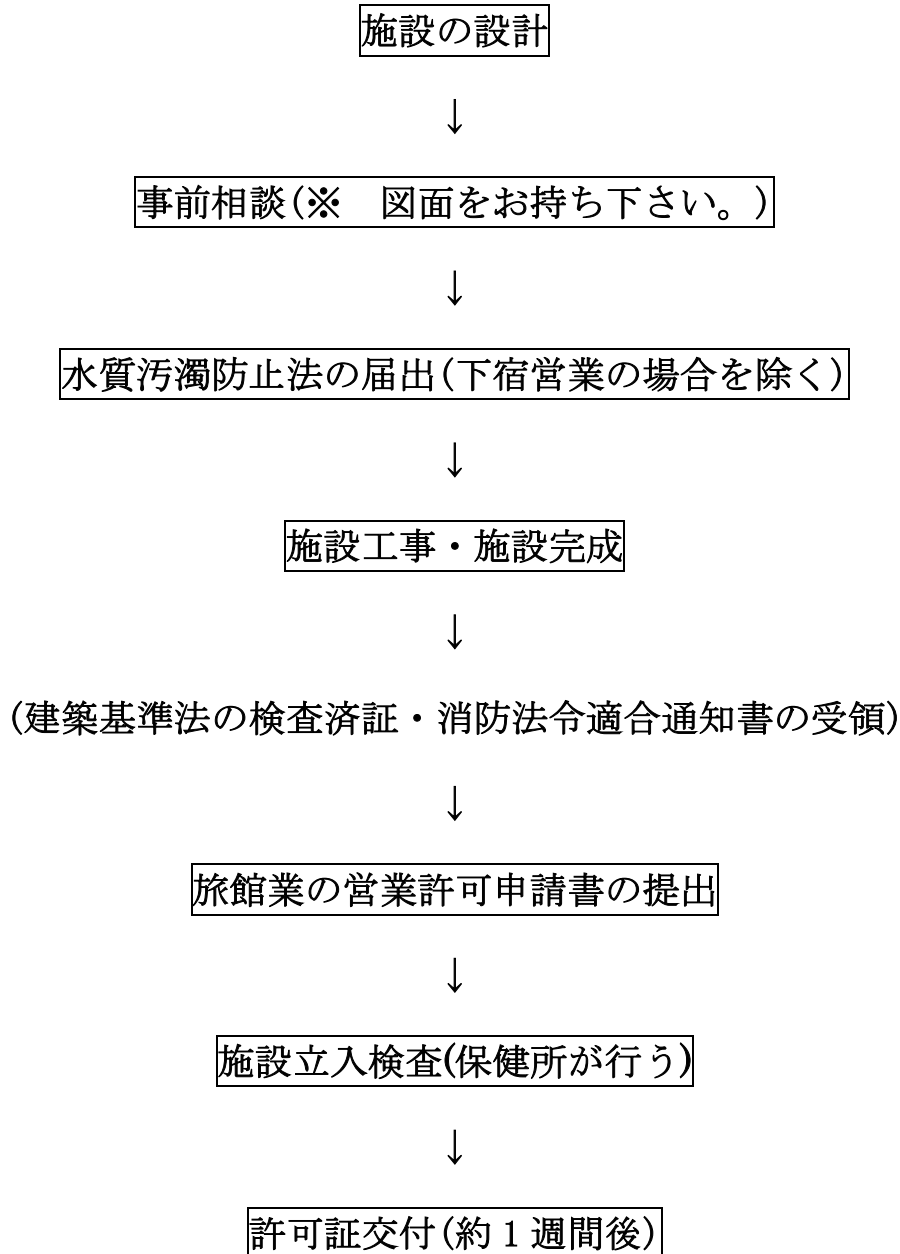 施設の設計
↓
事前相談(※　図面をお持ち下さい。)
↓
水質汚濁防止法の届出(下宿営業の場合を除く)
↓
施設工事・施設完成
↓
(建築基準法の検査済証・消防法令適合通知書の受領)
↓
旅館業の営業許可申請書の提出
↓
施設立入検査(保健所が行う)
↓
許可証交付(約１週間後)